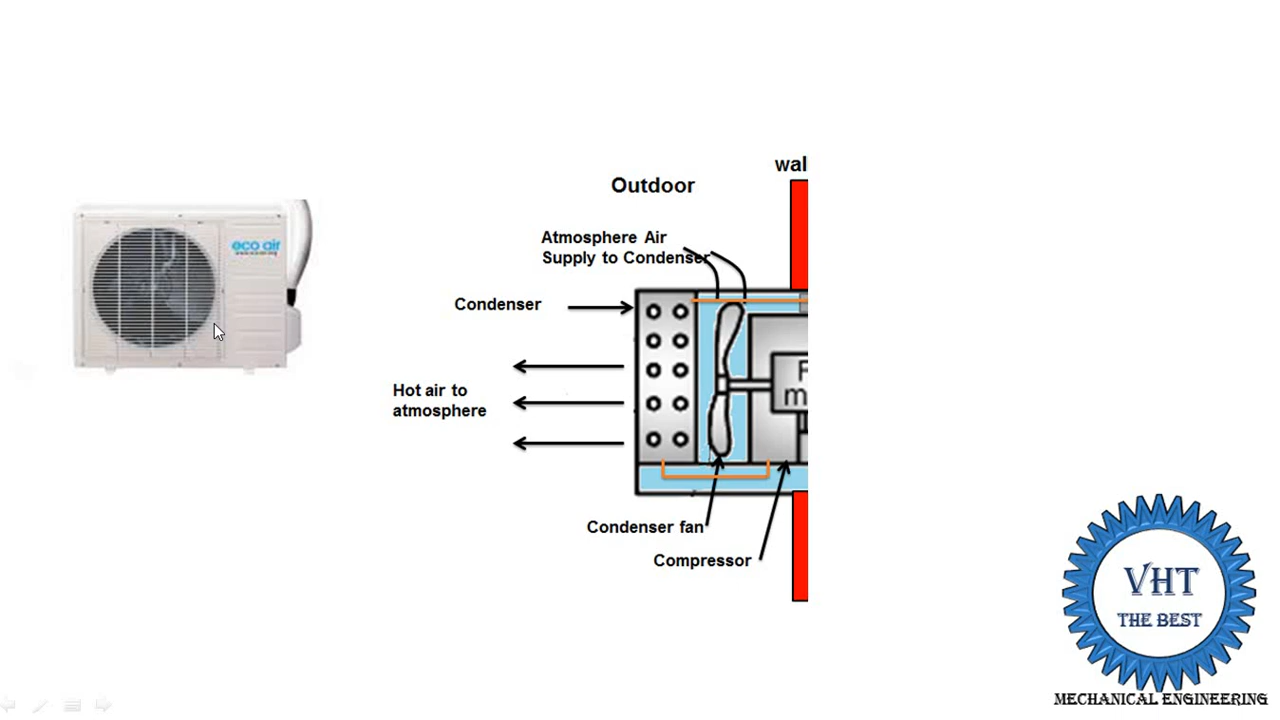 wal
Outdoor
Atmosphere Air
Supply to Condenser
eco air
Condenser
F
m
Hot air to
atmosphere
Condenser fan
Compressor
VHT
THE BEST
MECHANICAL ENGINEERING